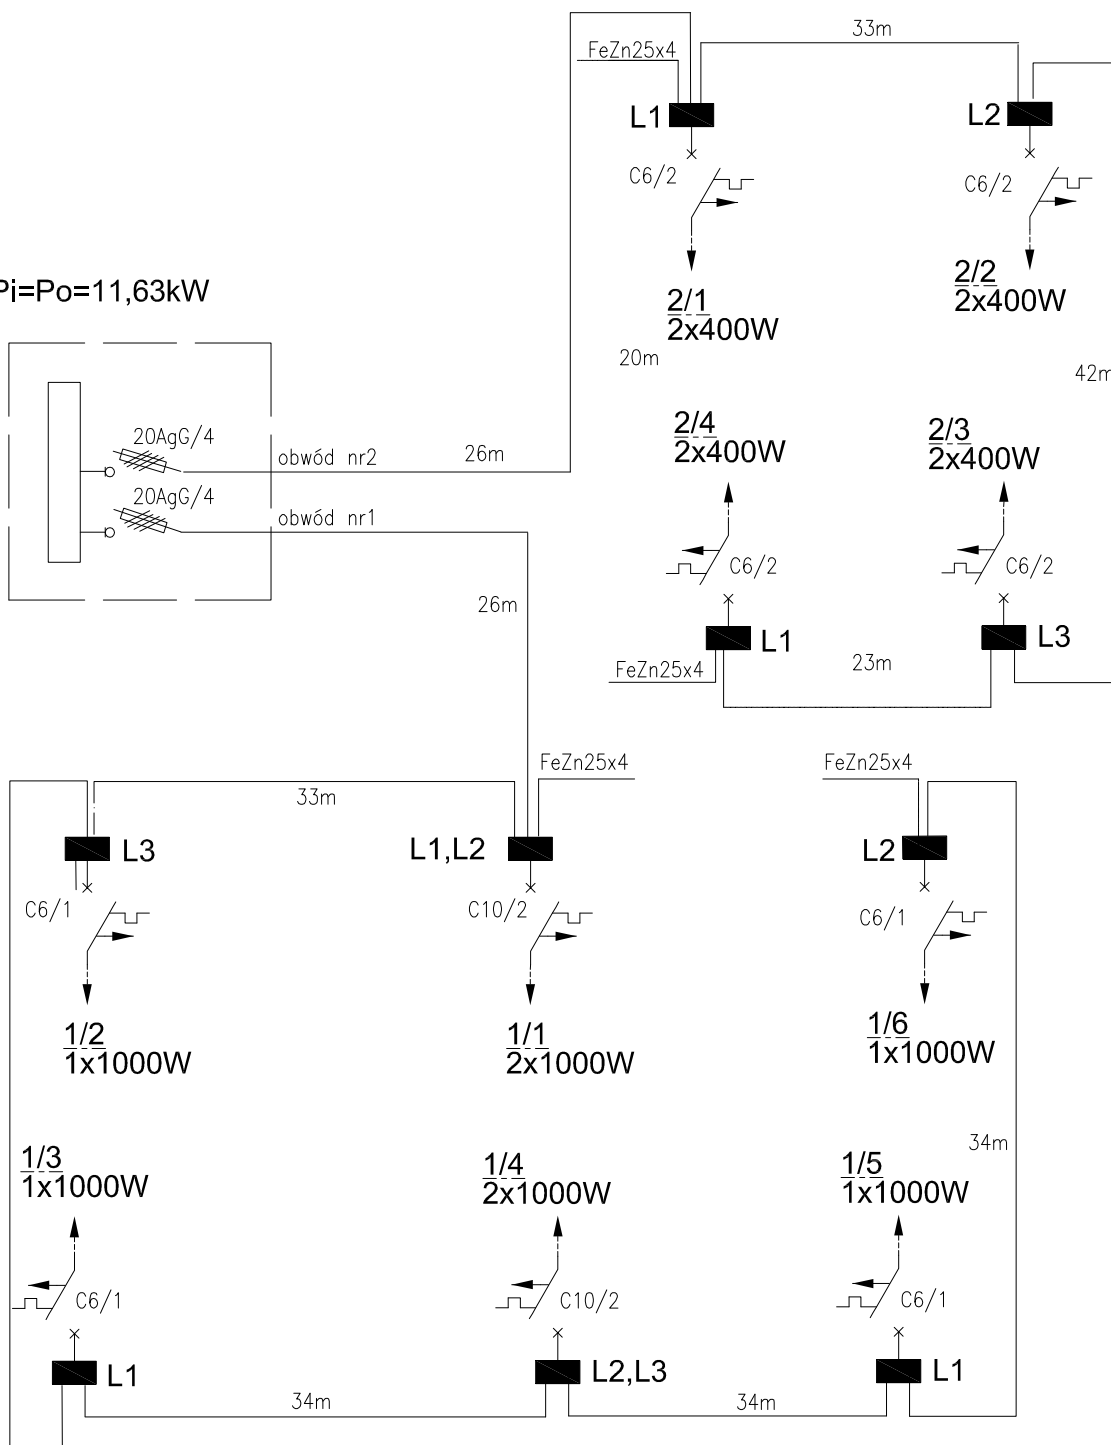 33m
FeZn25x4
L1
L2
C6/2
C6/2
Pi=Po=11,63kW
2/1
2x400W
2/2
2x400W
20m
42m
2/4
2x400W
2/3
2x400W
20AgG/4
obwód nr2
26m
20AgG/4
obwód nr1
C6/2
C6/2
26m
L1
L3
FeZn25x4
23m
FeZn25x4
FeZn25x4
33m
L3
L1,L2
L2
C6/1
C10/2
C6/1
1/2
1x1000W
1/1
2x1000W
1/6
1x1000W
34m
1/3
1x1000W
1/4
2x1000W
1/5
1x1000W
C6/1
C10/2
C6/1
L1
L2,L3
L1
34m
34m